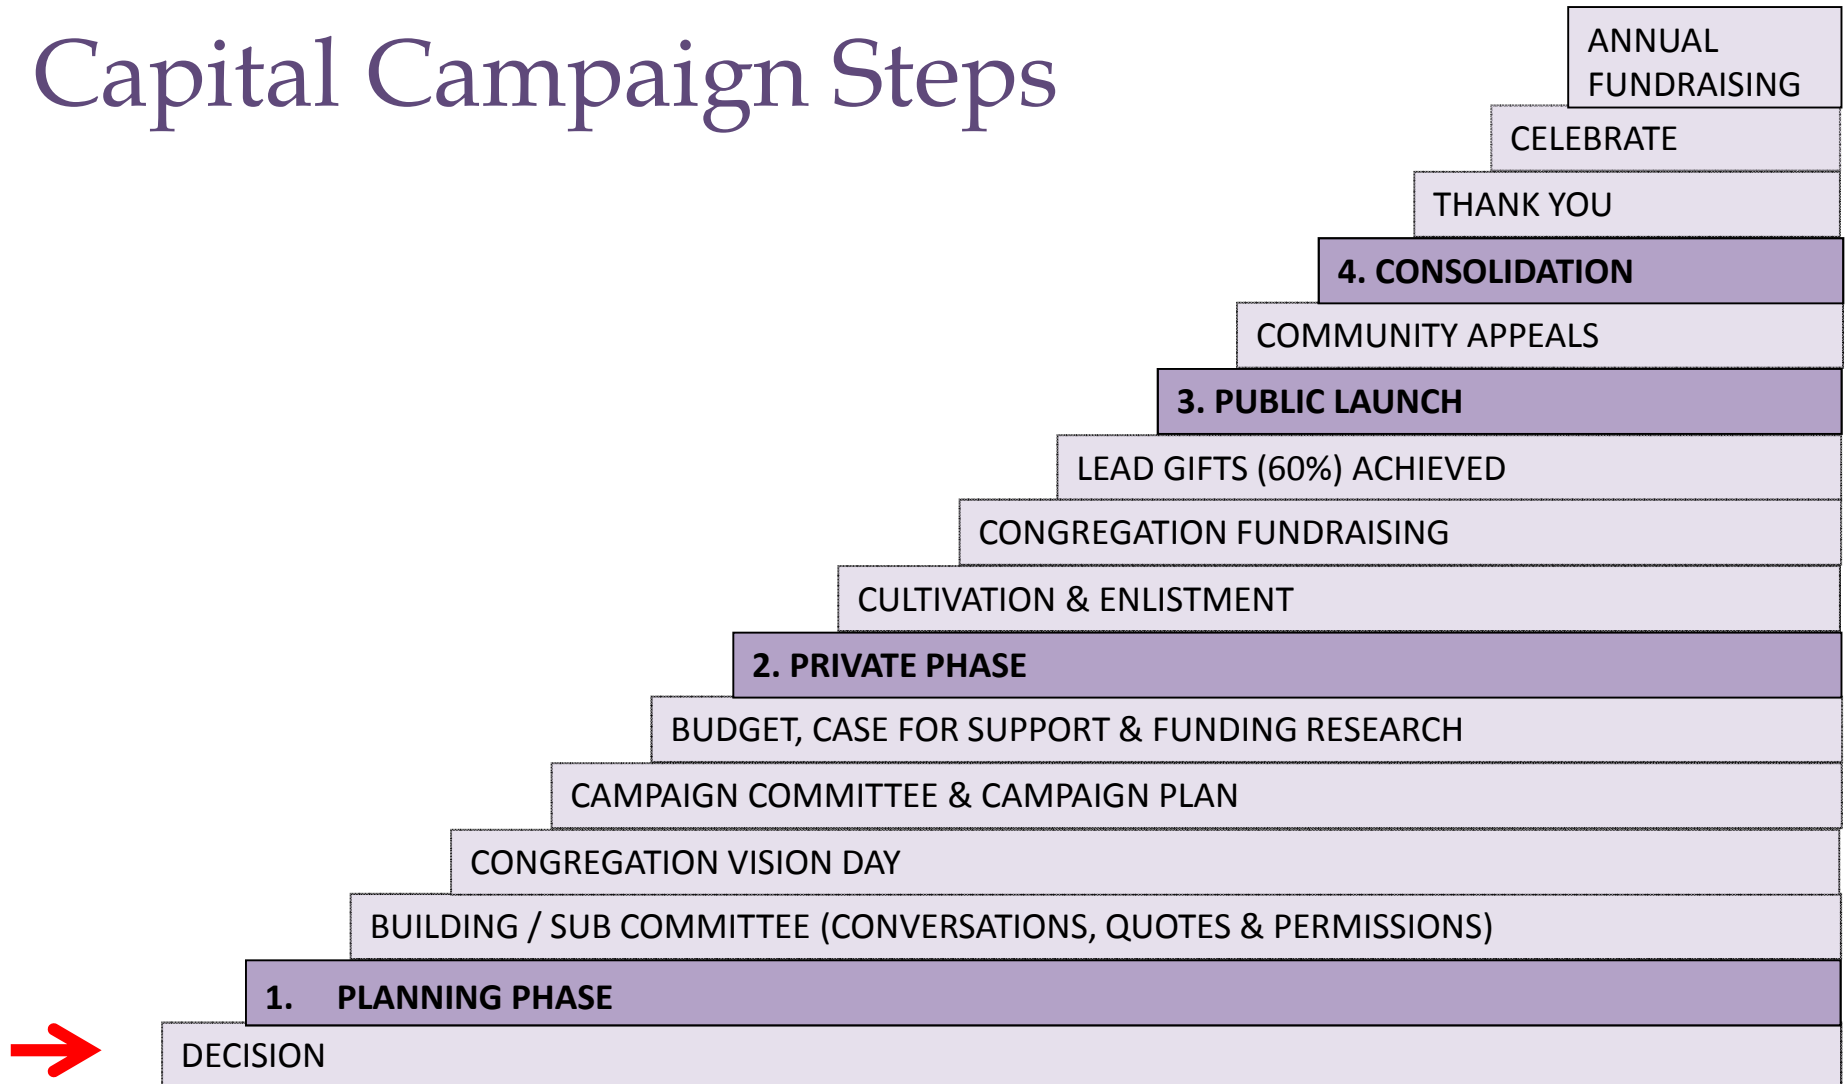 Capital Campaign Steps
ANNUAL
FUNDRAISING
CELEBRATE
THANK YOU
4. CONSOLIDATION
COMMUNITY APPEALS
3. PUBLIC LAUNCH
LEAD GIFTS (60%) ACHIEVED
CONGREGATION FUNDRAISING
CULTIVATION & ENLISTMENT
2. PRIVATE PHASE
BUDGET, CASE FOR SUPPORT & FUNDING RESEARCH
CAMPAIGN COMMITTEE & CAMPAIGN PLAN
CONGREGATION VISION DAY
BUILDING / SUB COMMITTEE (CONVERSATIONS, QUOTES & PERMISSIONS)
1. PLANNING PHASE
DECISION